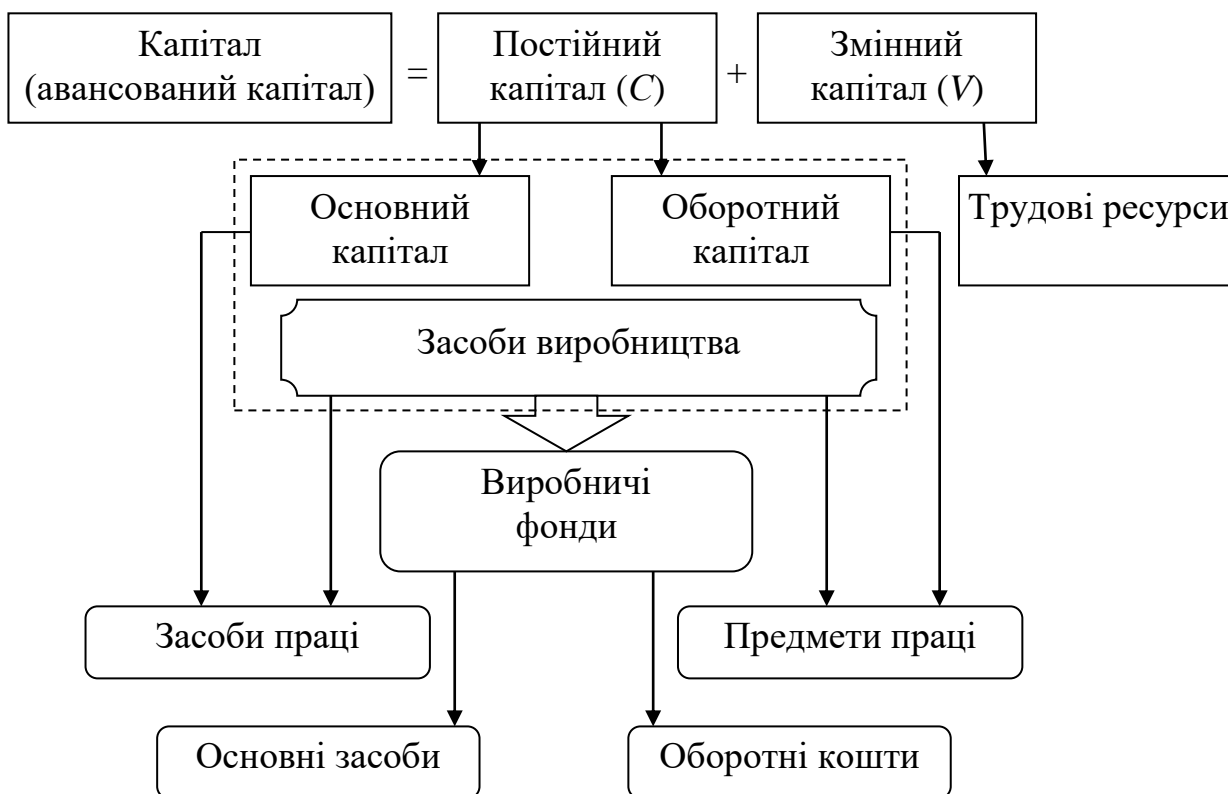 Капітал
(авансований капітал)
=
Постійний
капітал (C)
+
Змінний
капітал (V)
Основний
капітал
Оборотний
капітал
Трудові ресурси
Засоби виробництва
Виробничі
фонди
Засоби праці
Предмети праці
Основні засоби
Оборотні кошти